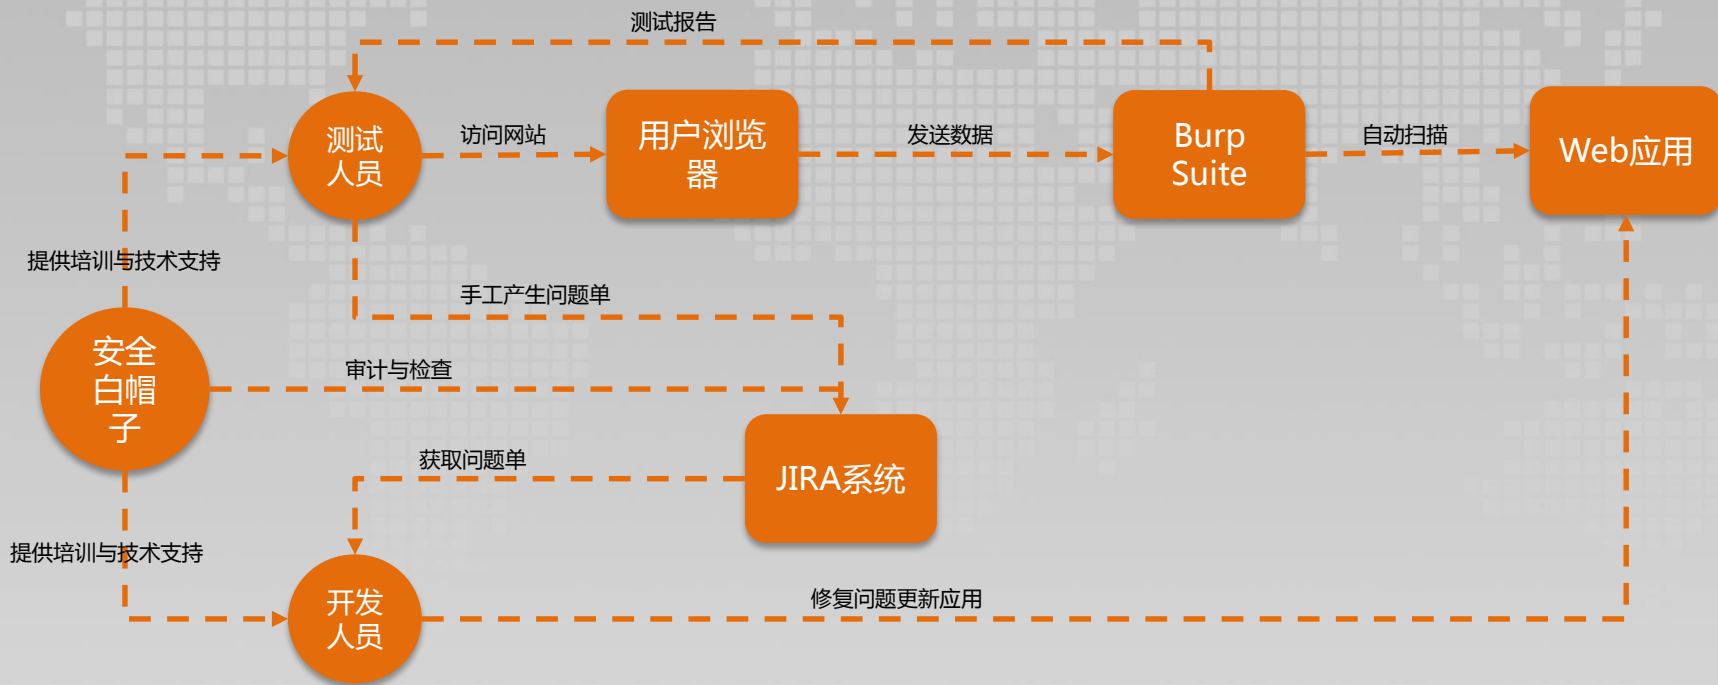 测试报告
测试
人员
访问网站
用户浏览
器
发送数据
Burp
Suite
自动扫描
Web应用
提供培训与技术支持
手工产生问题单
安全
白帽
子
审计与检查
获取问题单
JIRA系统
提供培训与技术支持
开发
人员
修复问题更新应用